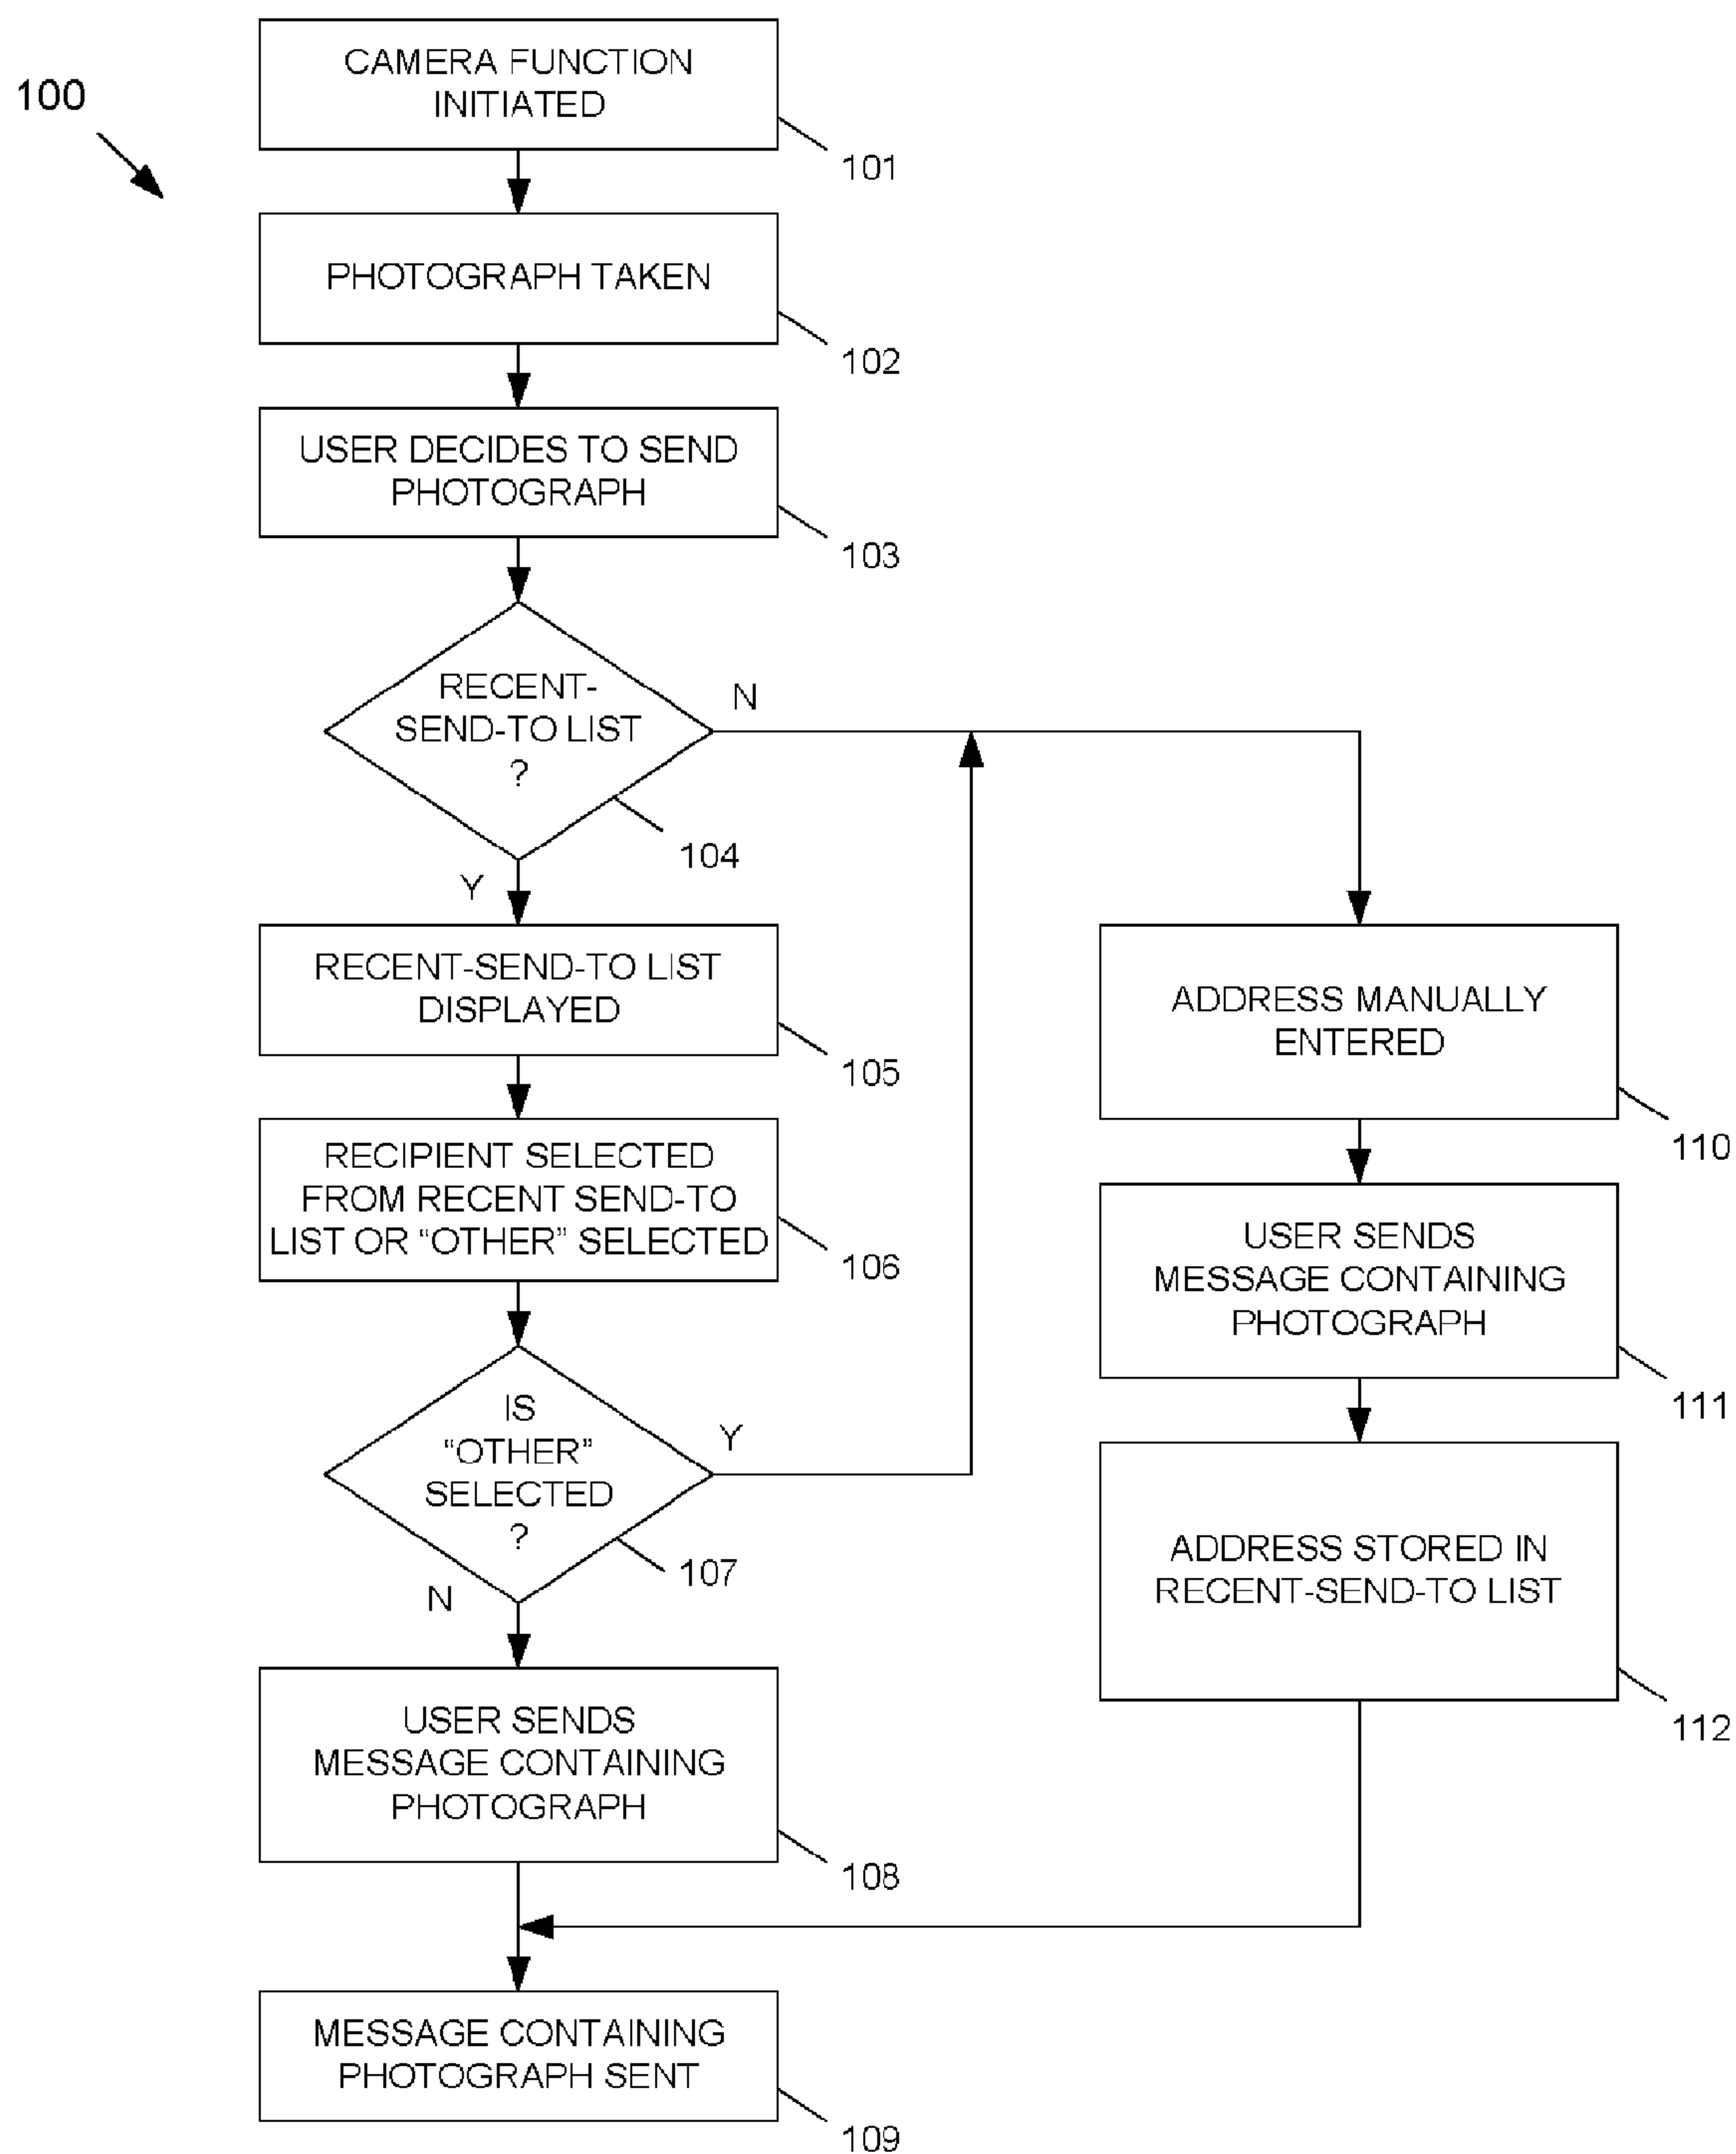 100
CAMERA FUNCTION
INITIATED
101
PHOTOGRAPH TAKEN
102
USER DECIDES TO SEND
PHOTOGRAPH
103
RECENT-
SEND-TO LIST
?
N
104
Y
RECENT-SEND-TO LIST
DISPLAYED
105
RECIPIENT SELECTED
FROM RECENT SEND-TO
LIST OR “OTHER” SELECTED
106
IS
“OTHER”
SELECTED
?
Y
107
N
USER SENDS
MESSAGE CONTAINING
PHOTOGRAPH
108
ADDRESS MANUALLY
ENTERED
110
USER SENDS
MESSAGE CONTAINING
PHOTOGRAPH
111
ADDRESS STORED IN
RECENT-SEND-TO LIST
112
MESSAGE CONTAINING
PHOTOGRAPH SENT
109